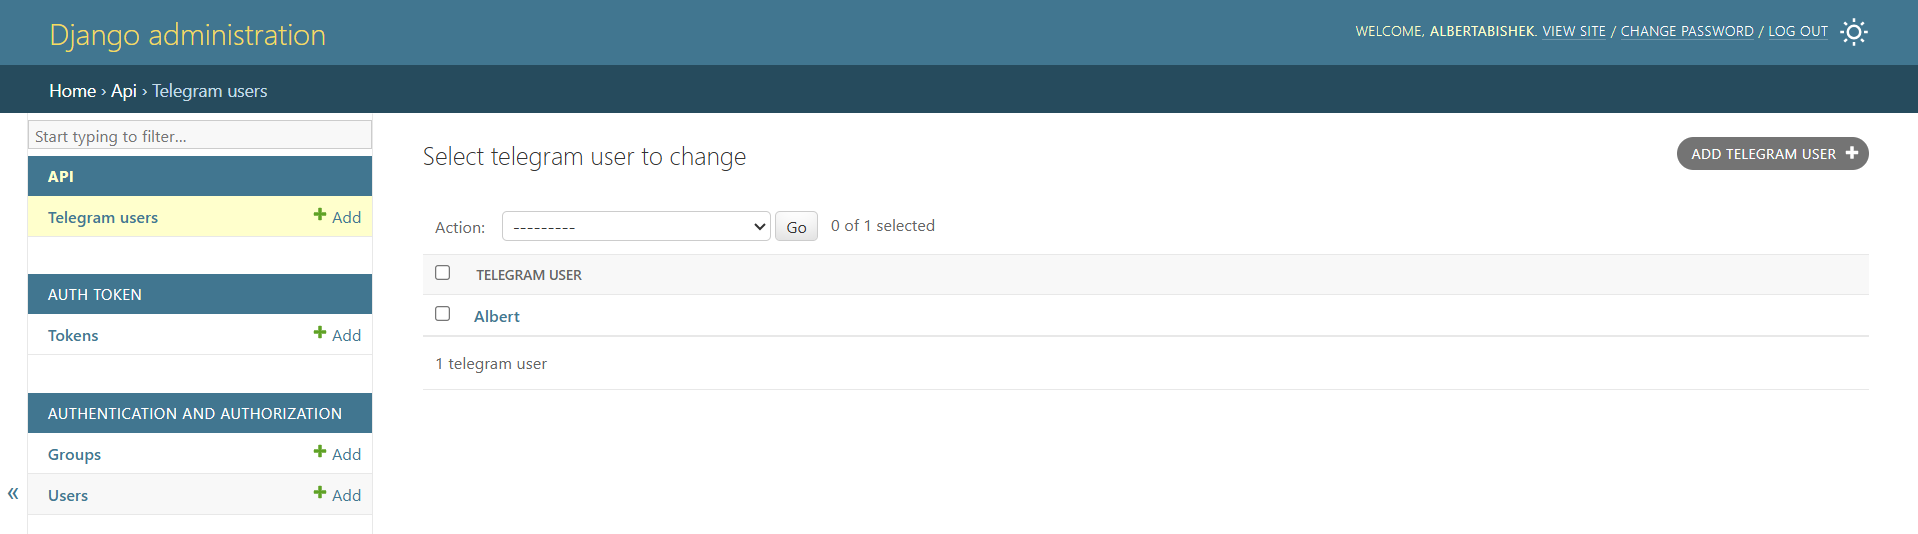 Django administration
WELCOME, ALBERTABISHEK. VIEW SITE / CHANGE PASSWORD / LOG OUT
Home › Api › Telegram users
Start typing to filter...
API
Telegram users + Add
AUTH TOKEN
Tokens + Add
AUTHENTICATION AND AUTHORIZATION
Groups + Add
Users + Add
«
Select telegram user to change
ADD TELEGRAM USER +
Action: --------- Go 0 of 1 selected
TELEGRAM USER
Albert
1 telegram user